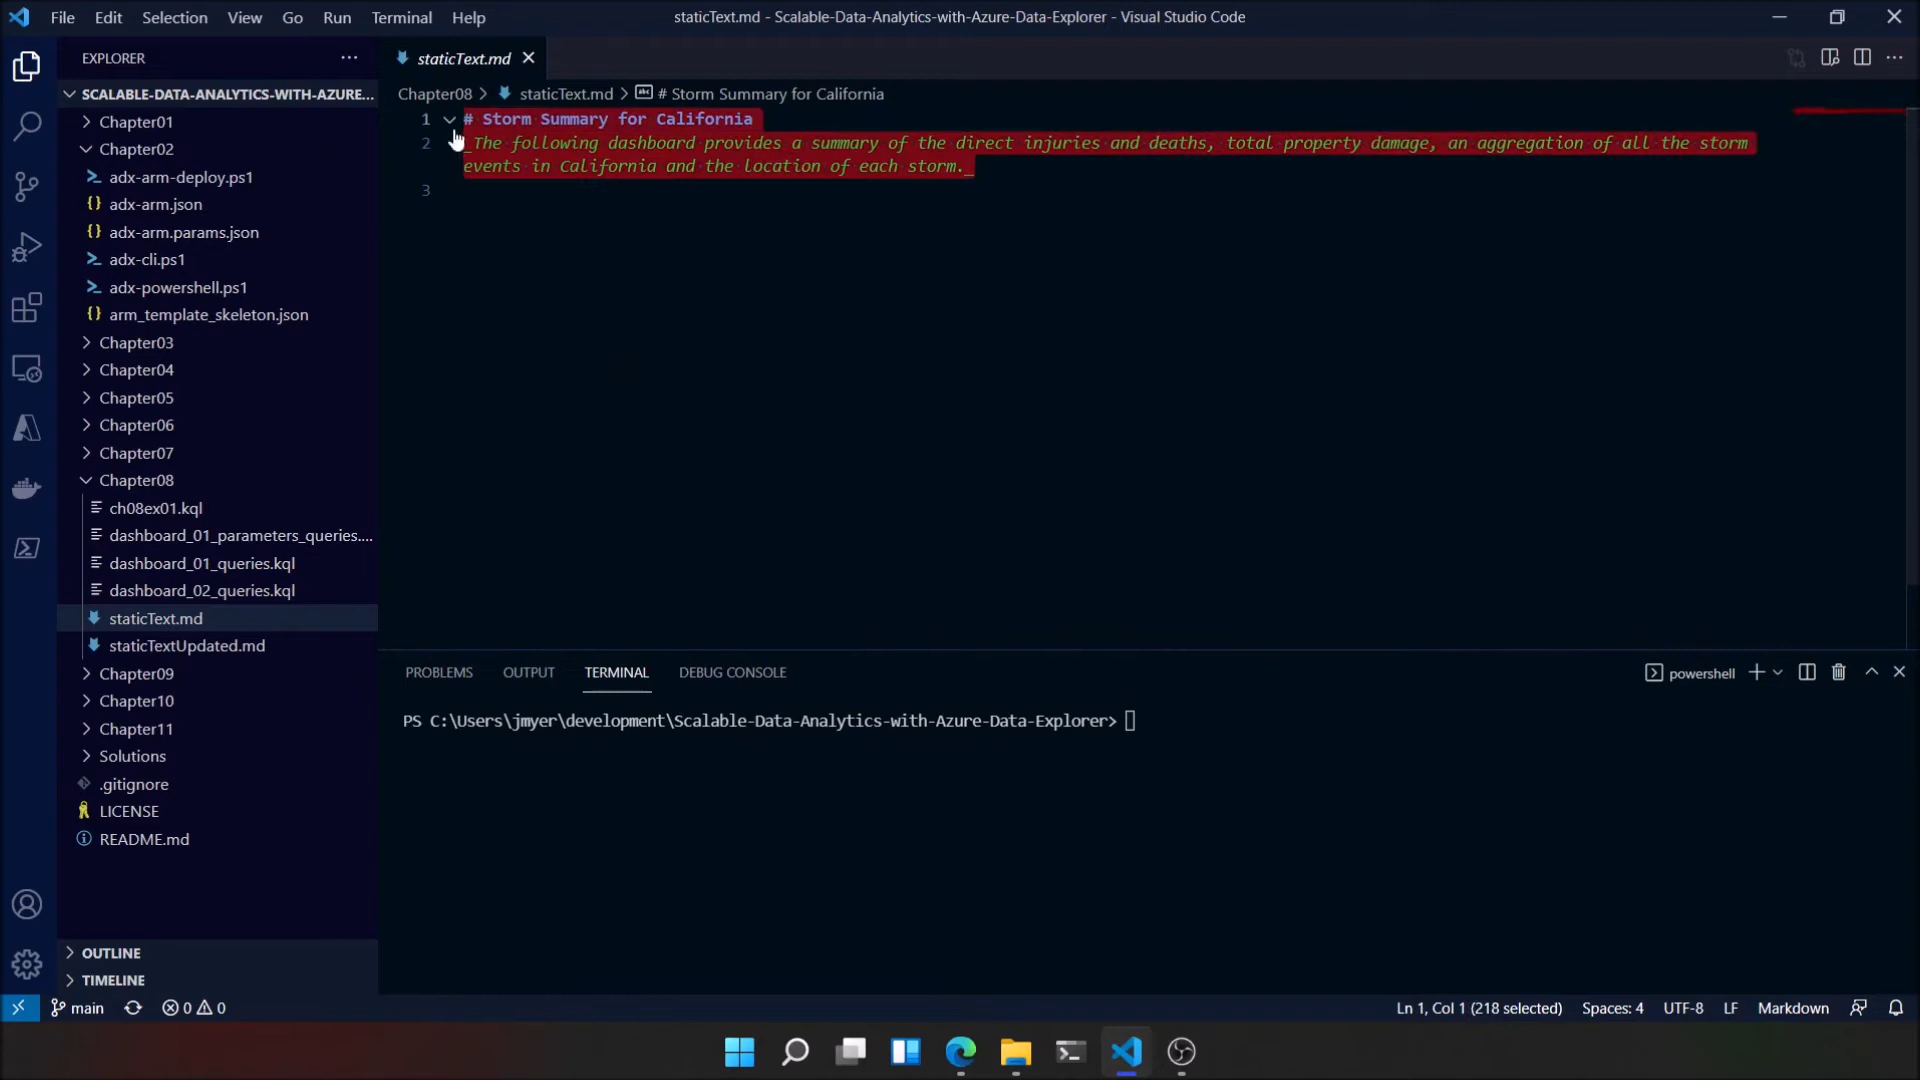 File Edit Selection View Go Run Terminal Help
staticText.md - Scalable-Data-Analytics-with-Azure-Data-Explorer - Visual Studio Code
EXPLORER
staticText.md
SCALABLE-DATA-ANALYTICS-WITH-AZURE...
Chapter08 > staticText.md > # Storm Summary for California
Chapter01
Chapter02
adx-arm-deploy.ps1
adx-arm.json
adx-arm.params.json
adx-cli.ps1
adx-powershell.ps1
arm_template_skeleton.json
Chapter03
Chapter04
Chapter05
Chapter06
Chapter07
Chapter08
ch08ex01.kql
dashboard_01_parameters_queries....
dashboard_01_queries.kql
dashboard_02_queries.kql
staticText.md
staticTextUpdated.md
Chapter09
Chapter10
Chapter11
Solutions
.gitignore
LICENSE
README.md
OUTLINE
TIMELINE
1 # Storm Summary for California
2 _The following dashboard provides a summary of the direct injuries and deaths, total property damage, an aggregation of all the storm
events in California and the location of each storm._
3
PROBLEMS OUTPUT TERMINAL DEBUG CONSOLE
powershell
PS C:\Users\jmyer\development\Scalable-Data-Analytics-with-Azure-Data-Explorer>
main 0 0
Ln 1, Col 1 (218 selected) Spaces: 4 UTF-8 LF Markdown